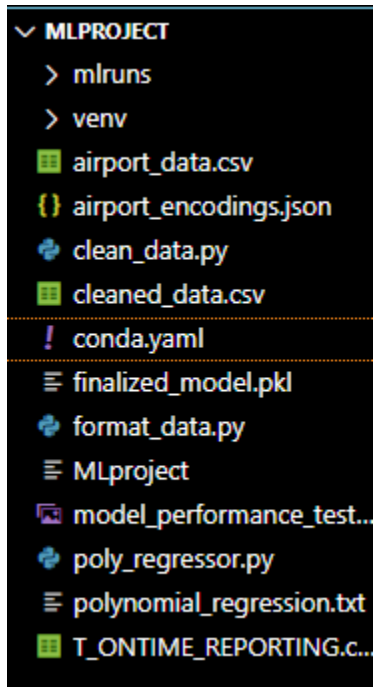 MLPROJECT
mlruns
venv
airport_data.csv
{} airport_encodings.json
clean_data.py
cleaned_data.csv
! conda.yaml
finalized_model.pkl
format_data.py
MLproject
model_performance_test...
poly_regressor.py
polynomial_regression.txt
T_ONTIME_REPORTING.c...